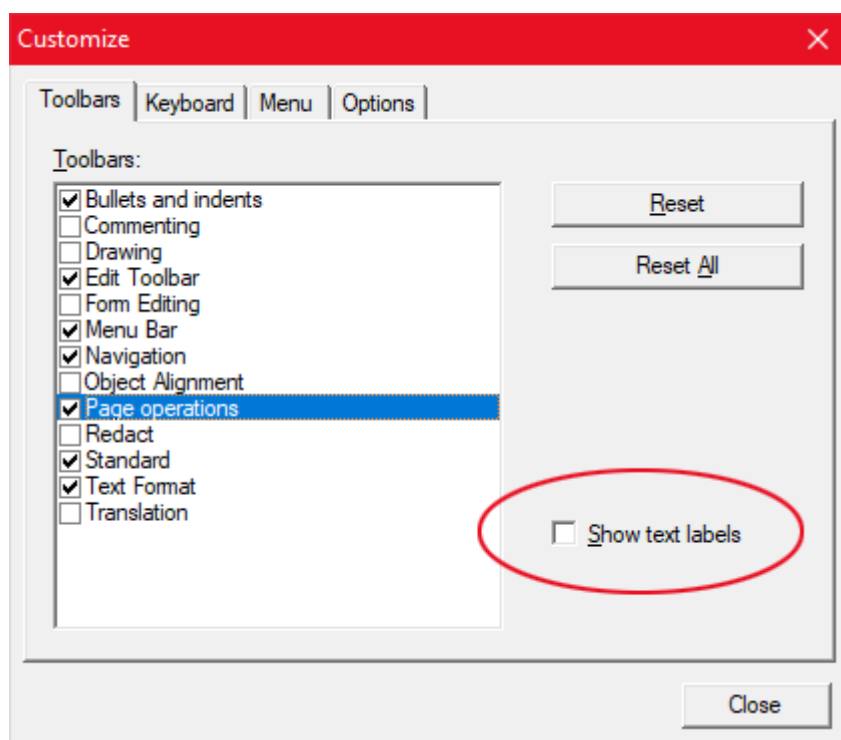 Customize
Toolbars Keyboard Menu Options
Toolbars:
Bullets and indents
Commenting
Drawing
Edit Toolbar
Form Editing
Menu Bar
Navigation
Object Alignment
Page operations
Redact
Standard
Text Format
Translation
Reset
Reset All
Show text labels
Close